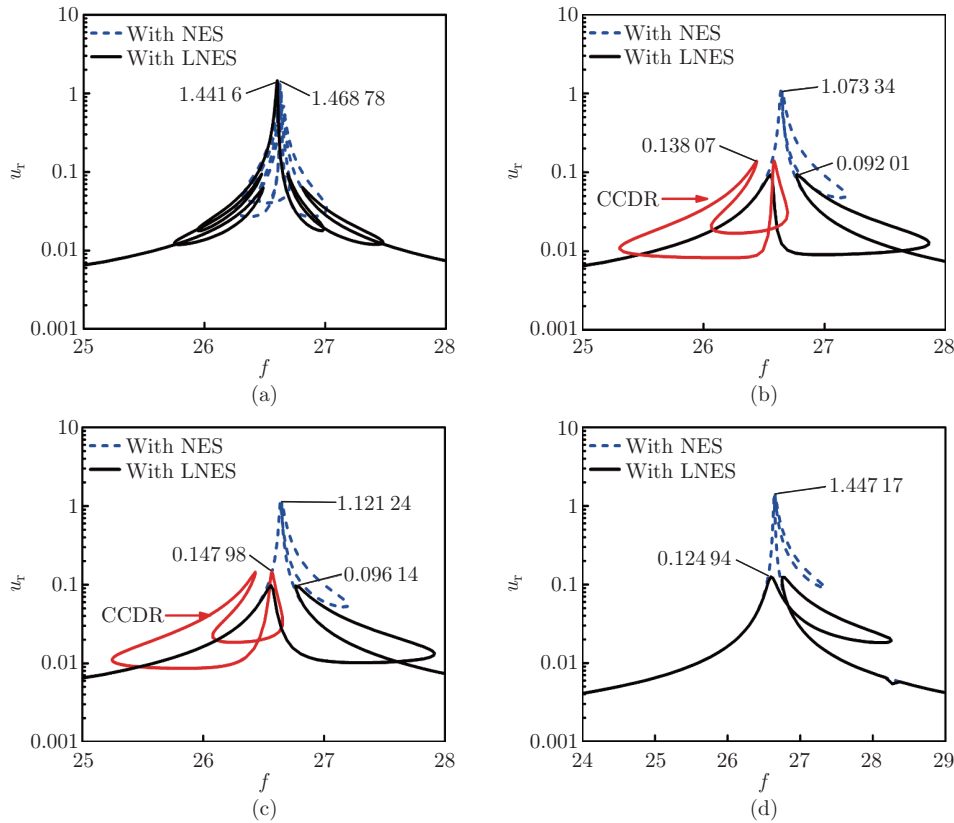 10
With NES
With LNES
1
1.441 6
1.468 78
u_r
0.1
0.01
0.001
25
26
27
28
f
(a)
10
With NES
With LNES
1
1.073 34
0.138 07
u_r
0.1
0.092 01
CCDR
0.01
0.001
25
26
27
28
f
(b)
10
With NES
With LNES
1
1.121 24
0.147 98
u_r
0.1
0.096 14
CCDR
0.01
0.001
25
26
27
28
f
(c)
10
With NES
With LNES
1
1.447 17
0.124 94
u_r
0.1
0.01
0.001
24
25
26
27
28
29
f
(d)